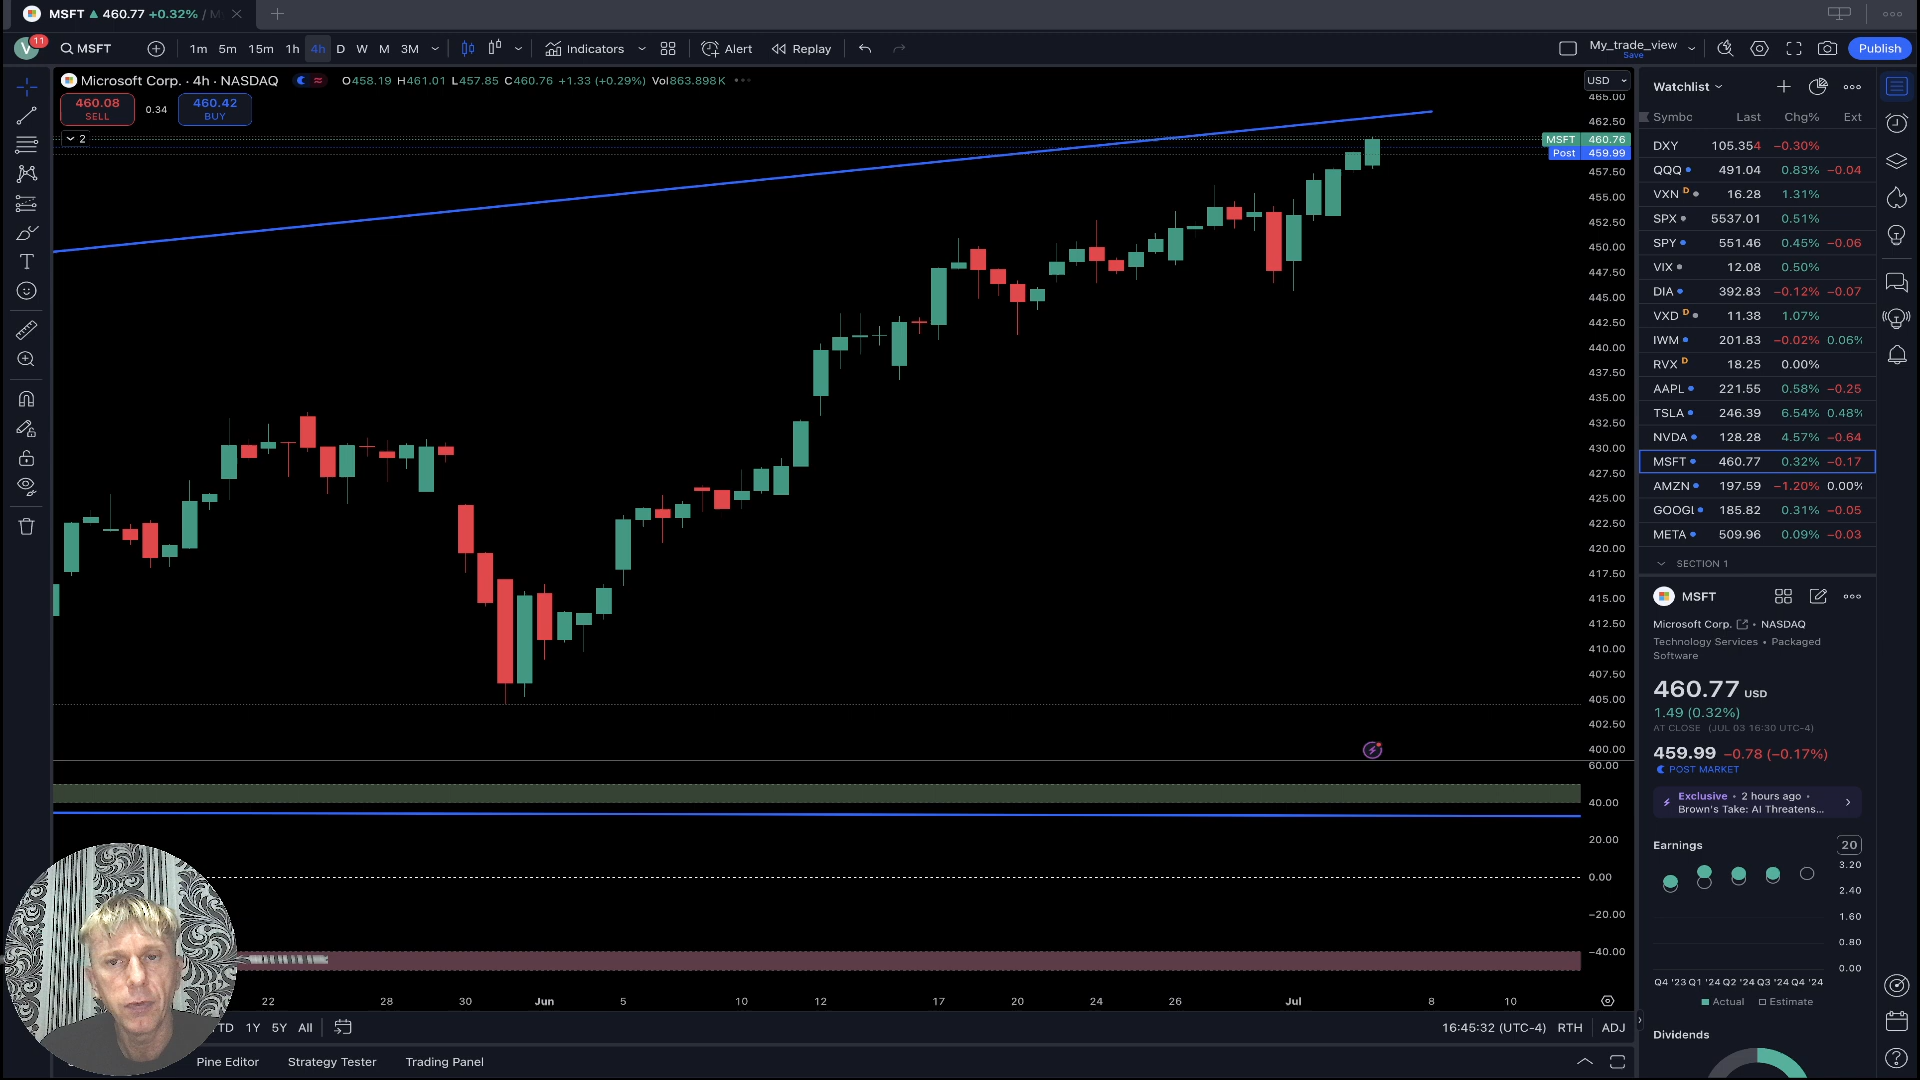 MSFT ▲ 460.77 +0.32% / M
V 11 MSFT 1m 5m 15m 1h 4h D W M 3M Indicators Alert Replay My_trade_view Save Publish
Microsoft Corp. · 4h · NASDAQ O458.19 H461.01 L457.85 C460.76 +1.33 (+0.29%) Vol863.898K
460.08 SELL 0.34 460.42 BUY
2
USD
465.00
462.50
MSFT 460.76
Post 459.99
457.50
455.00
452.50
450.00
447.50
445.00
442.50
440.00
437.50
435.00
432.50
430.00
427.50
425.00
422.50
420.00
417.50
415.00
412.50
410.00
407.50
405.00
402.50
400.00
60.00
40.00
20.00
0.00
−20.00
−40.00
22 28 30 Jun 5 10 12 17 20 24 26 Jul 8 10
TD 1Y 5Y All 16:45:32 (UTC-4) RTH ADJ
Pine Editor Strategy Tester Trading Panel
Watchlist
Symbo Last Chg% Ext
DXY 105.354 −0.30%
QQQ 491.04 0.83% −0.04
VXN D 16.28 1.31%
SPX 5537.01 0.51%
SPY 551.46 0.45% −0.06
VIX 12.08 0.50%
DIA 392.83 −0.12% −0.07
VXD D 11.38 1.07%
IWM 201.83 −0.02% 0.06%
RVX D 18.25 0.00%
AAPL 221.55 0.58% −0.25
TSLA 246.39 6.54% 0.48%
NVDA 128.28 4.57% −0.64
MSFT 460.77 0.32% −0.17
AMZN 197.59 −1.20% 0.00%
GOOGL 185.82 0.31% −0.05
META 509.96 0.09% −0.03
SECTION 1
MSFT
Microsoft Corp. • NASDAQ
Technology Services • Packaged
Software
460.77 USD
1.49 (0.32%)
AT CLOSE (JUL 03 16:30 UTC-4)
459.99 −0.78 (−0.17%)
POST MARKET
Exclusive • 2 hours ago •
Brown's Take: AI Threatens...
Earnings 20
3.20
2.40
1.60
0.80
0.00
Q4 '23 Q1 '24 Q2 '24 Q3 '24 Q4 '24
Actual Estimate
Dividends